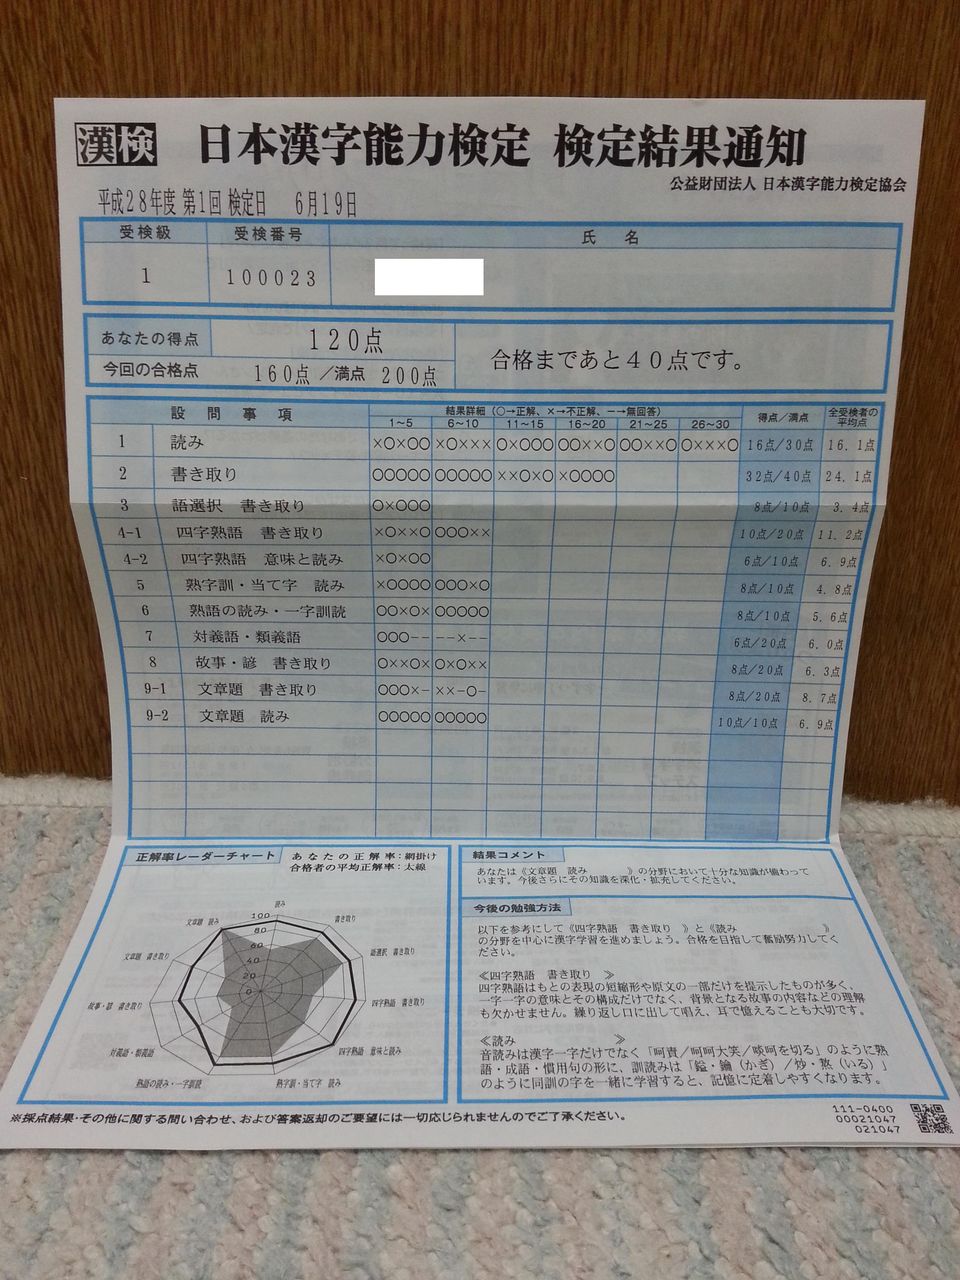 漢検 日本漢字能力検定 検定結果通知
公益財団法人 日本漢字能力検定協会
平成28年度 第1回 検定日 6月19日
受検級 受検番号 氏 名
1 100023
あなたの得点 120点
今回の合格点 160点 /満点 200点
合格まであと40点です。
設 問 事 項 結果詳細 (○→正解、×→不正解、−→無回答) 得点/満点 全受検者の平均点
1~5 6~10 11~15 16~20 21~25 26~30
1 読み ×○×○○ ×○××× ○×○○○ ○○××○ ○○××○ ○×××○ 16点/30点 16.1点
2 書き取り ○○○○○ ○○○○○ ××○×○ ×○○○○ 32点/40点 24.1点
3 語選択 書き取り ○×○○○ 8点/10点 3.4点
4-1 四字熟語 書き取り ×○××○ ○○○×× 10点/20点 11.2点
4-2 四字熟語 意味と読み ×○×○○ 6点/10点 6.9点
5 熟字訓・当て字 読み ×○○○○ ○○○×○ 8点/10点 4.8点
6 熟語の読み・一字訓読 ○○×○× ○○○○○ 8点/10点 5.6点
7 対義語・類義語 ○○○−− −−×−− 6点/20点 6.0点
8 故事・諺 書き取り ○××○× ○×○×× 8点/20点 6.3点
9-1 文章題 書き取り ○○○×− ××−○− 8点/20点 8.7点
9-2 文章題 読み ○○○○○ ○○○○○ 10点/10点 6.9点
正解率レーダーチャート
あなたの正解率:網掛け
合格者の平均正解率:太線
読み
書き取り
語選択 書き取り
四字熟語 書き取り
四字熟語 意味と読み
熟字訓・当て字 読み
熟語の読み・一字訓読
対義語・類義語
故事・諺 書き取り
文章題 書き取り
文章題 読み
100
80
60
40
20
0
結果コメント
あなたは《文章題 読み 》の分野において十分な知識が備わって
います。今後さらにその知識を深化・拡充してください。
今後の勉強方法
以下を参考にして《四字熟語 書き取り 》と《読み 》
の分野を中心に漢字学習を進めましょう。合格を目指して奮励努力してく
ださい。
≪四字熟語 書き取り ≫
四字熟語はもとの表現の短縮形や原文の一部だけを提示したものが多く、
一字一字の意味とその構成だけでなく、背景となる故事の内容などの理解
も欠かせません。繰り返し口に出して唱え、耳で憶えることも大切です。
≪読み ≫
音読みは漢字一字だけでなく「呵責/呵呵大笑/啖呵を切る」のように熟
語・成語・慣用句の形に、訓読みは「鎰・鑰(かぎ)/炒・熬(いる)」
のように同訓の字を一緒に学習すると、記憶に定着しやすくなります。
※採点結果・その他に関する問い合わせ、および答案返却のご要望には一切応じられませんのでご了承ください。
111-0400
00021047
021047